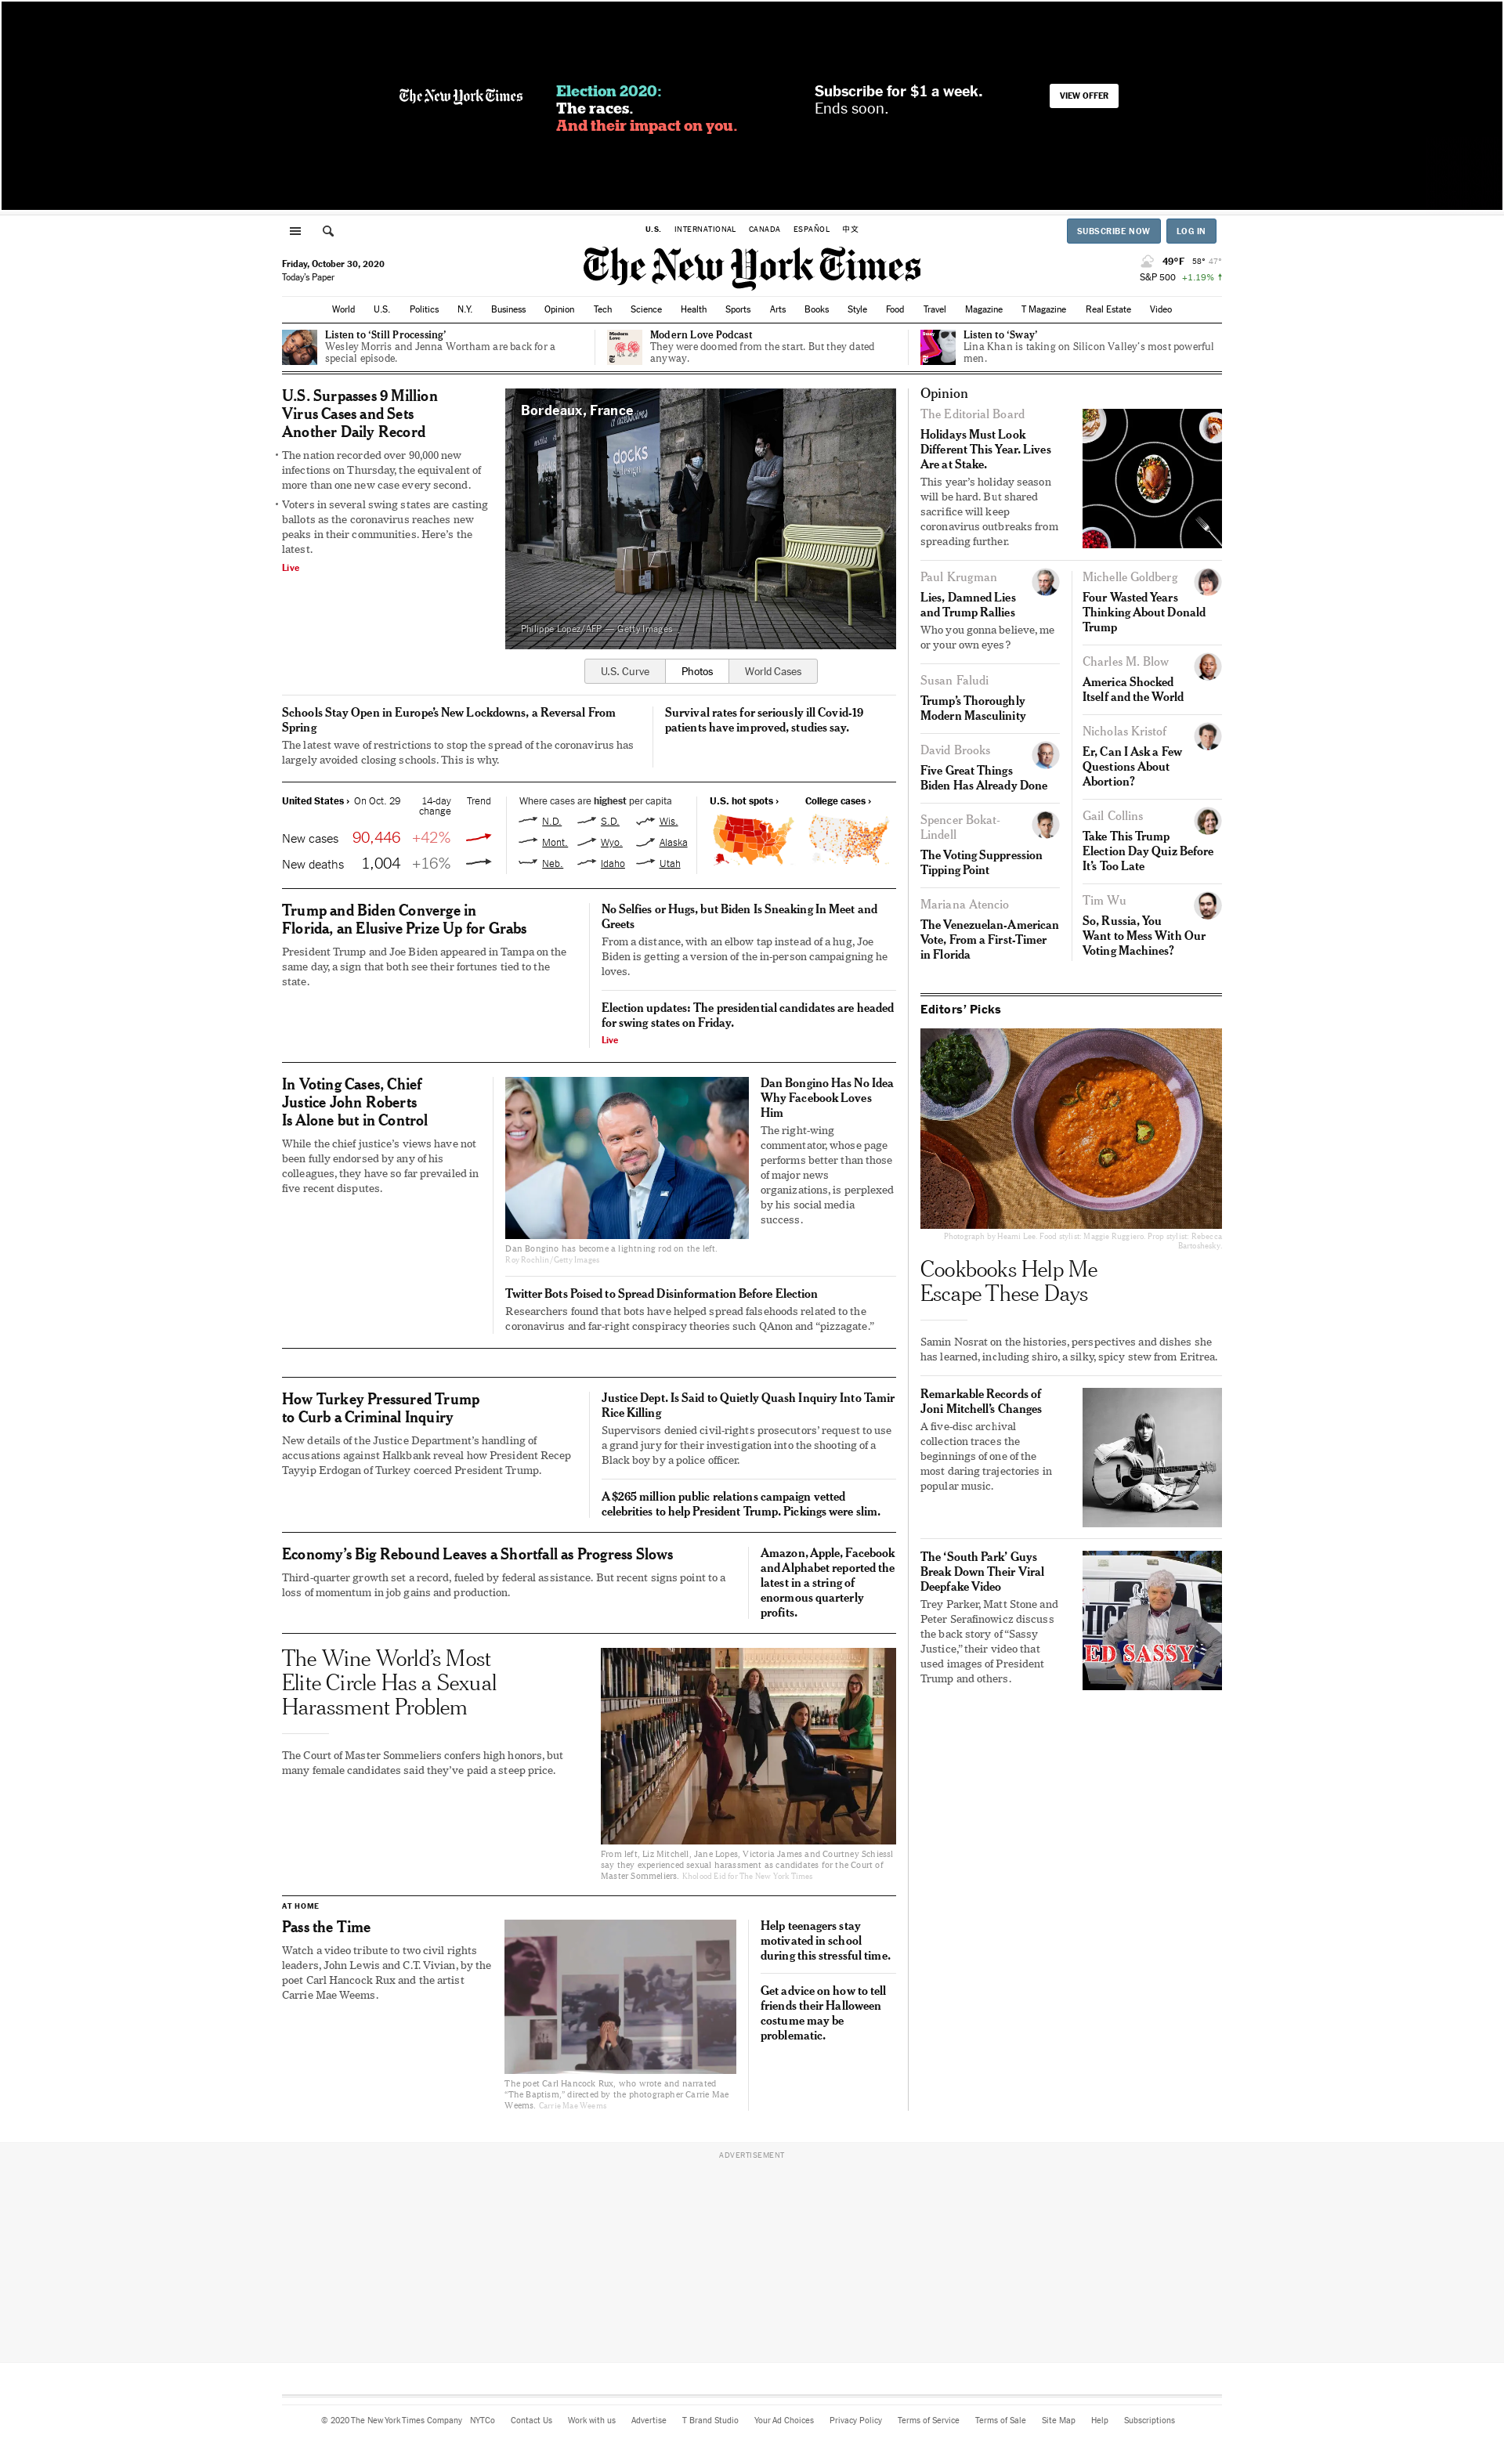 The New York Times
Election 2020:
The races.
And their impact on you.
Subscribe for $1 a week.
Ends soon.
VIEW OFFER
U.S. INTERNATIONAL CANADA ESPAÑOL 中文
SUBSCRIBE NOW LOG IN
Friday, October 30, 2020
Today's Paper
The New York Times
49°F 58° 47°
S&P 500 +1.19% ↑
World U.S. Politics N.Y. Business Opinion Tech Science Health Sports Arts Books Style Food Travel Magazine T Magazine Real Estate Video
Listen to ‘Still Processing’
Wesley Morris and Jenna Wortham are back for a
special episode.
Modern Love Podcast
They were doomed from the start. But they dated
anyway.
Listen to ‘Sway’
Lina Khan is taking on Silicon Valley's most powerful
men.
U.S. Surpasses 9 Million
Virus Cases and Sets
Another Daily Record
• The nation recorded over 90,000 new
infections on Thursday, the equivalent of
more than one new case every second.
• Voters in several swing states are casting
ballots as the coronavirus reaches new
peaks in their communities. Here's the
latest.
Live
Bordeaux, France
docks
design
Philippe Lopez/AFP — Getty Images
U.S. Curve Photos World Cases
Schools Stay Open in Europe's New Lockdowns, a Reversal From
Spring
The latest wave of restrictions to stop the spread of the coronavirus has
largely avoided closing schools. This is why.
Survival rates for seriously ill Covid-19
patients have improved, studies say.
United States › On Oct. 29 14-day
change Trend
New cases 90,446 +42%
New deaths 1,004 +16%
Where cases are highest per capita
N.D. S.D. Wis.
Mont. Wyo. Alaska
Neb. Idaho Utah
U.S. hot spots › College cases ›
Trump and Biden Converge in
Florida, an Elusive Prize Up for Grabs
President Trump and Joe Biden appeared in Tampa on the
same day, a sign that both see their fortunes tied to the
state.
No Selfies or Hugs, but Biden Is Sneaking In Meet and
Greets
From a distance, with an elbow tap instead of a hug, Joe
Biden is getting a version of the in-person campaigning he
loves.
Election updates: The presidential candidates are headed
for swing states on Friday.
Live
In Voting Cases, Chief
Justice John Roberts
Is Alone but in Control
While the chief justice's views have not
been fully endorsed by any of his
colleagues, they have so far prevailed in
five recent disputes.
Dan Bongino has become a lightning rod on the left.
Roy Rochlin/Getty Images
Dan Bongino Has No Idea
Why Facebook Loves
Him
The right-wing
commentator, whose page
performs better than those
of major news
organizations, is perplexed
by his social media
success.
Twitter Bots Poised to Spread Disinformation Before Election
Researchers found that bots have helped spread falsehoods related to the
coronavirus and far-right conspiracy theories such QAnon and “pizzagate.”
How Turkey Pressured Trump
to Curb a Criminal Inquiry
New details of the Justice Department's handling of
accusations against Halkbank reveal how President Recep
Tayyip Erdogan of Turkey coerced President Trump.
Justice Dept. Is Said to Quietly Quash Inquiry Into Tamir
Rice Killing
Supervisors denied civil-rights prosecutors' request to use
a grand jury for their investigation into the shooting of a
Black boy by a police officer.
A $265 million public relations campaign vetted
celebrities to help President Trump. Pickings were slim.
Economy's Big Rebound Leaves a Shortfall as Progress Slows
Third-quarter growth set a record, fueled by federal assistance. But recent signs point to a
loss of momentum in job gains and production.
Amazon, Apple, Facebook
and Alphabet reported the
latest in a string of
enormous quarterly
profits.
The Wine World's Most
Elite Circle Has a Sexual
Harassment Problem
The Court of Master Sommeliers confers high honors, but
many female candidates said they've paid a steep price.
From left, Liz Mitchell, Jane Lopes, Victoria James and Courtney Schiessl
say they experienced sexual harassment as candidates for the Court of
Master Sommeliers. Kholood Eid for The New York Times
AT HOME
Pass the Time
Watch a video tribute to two civil rights
leaders, John Lewis and C.T. Vivian, by the
poet Carl Hancock Rux and the artist
Carrie Mae Weems.
The poet Carl Hancock Rux, who wrote and narrated
“The Baptism,” directed by the photographer Carrie Mae
Weems. Carrie Mae Weems
Help teenagers stay
motivated in school
during this stressful time.
Get advice on how to tell
friends their Halloween
costume may be
problematic.
Opinion
The Editorial Board
Holidays Must Look
Different This Year. Lives
Are at Stake.
This year's holiday season
will be hard. But shared
sacrifice will keep
coronavirus outbreaks from
spreading further.
Paul Krugman
Lies, Damned Lies
and Trump Rallies
Who you gonna believe, me
or your own eyes?
Susan Faludi
Trump's Thoroughly
Modern Masculinity
David Brooks
Five Great Things
Biden Has Already Done
Spencer Bokat-
Lindell
The Voting Suppression
Tipping Point
Mariana Atencio
The Venezuelan-American
Vote, From a First-Timer
in Florida
Michelle Goldberg
Four Wasted Years
Thinking About Donald
Trump
Charles M. Blow
America Shocked
Itself and the World
Nicholas Kristof
Er, Can I Ask a Few
Questions About
Abortion?
Gail Collins
Take This Trump
Election Day Quiz Before
It's Too Late
Tim Wu
So, Russia, You
Want to Mess With Our
Voting Machines?
Editors' Picks
Photograph by Heami Lee. Food stylist: Maggie Ruggiero. Prop stylist: Rebecca
Bartoshesky.
Cookbooks Help Me
Escape These Days
Samin Nosrat on the histories, perspectives and dishes she
has learned, including shiro, a silky, spicy stew from Eritrea.
Remarkable Records of
Joni Mitchell's Changes
A five-disc archival
collection traces the
beginnings of one of the
most daring trajectories in
popular music.
The ‘South Park’ Guys
Break Down Their Viral
Deepfake Video
Trey Parker, Matt Stone and
Peter Serafinowicz discuss
the back story of “Sassy
Justice,” their video that
used images of President
Trump and others.
TICE
ED SASSY
ADVERTISEMENT
© 2020 The New York Times Company NYTCo Contact Us Work with us Advertise T Brand Studio Your Ad Choices Privacy Policy Terms of Service Terms of Sale Site Map Help Subscriptions